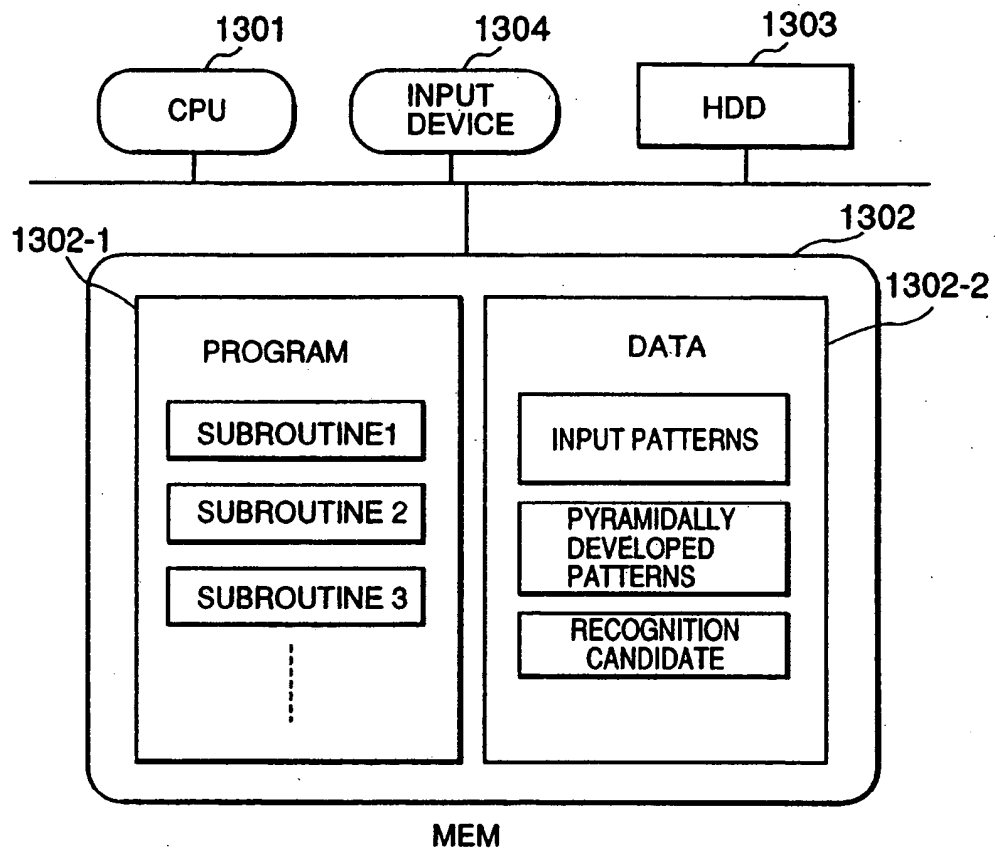 1301
1304
1303
CPU
INPUT
DEVICE
HDD
1302-1
1302
1302-2
PROGRAM
SUBROUTINE1
SUBROUTINE 2
SUBROUTINE 3
DATA
INPUT PATTERNS
PYRAMIDALLY
DEVELOPED
PATTERNS
RECOGNITION
CANDIDATE
MEM